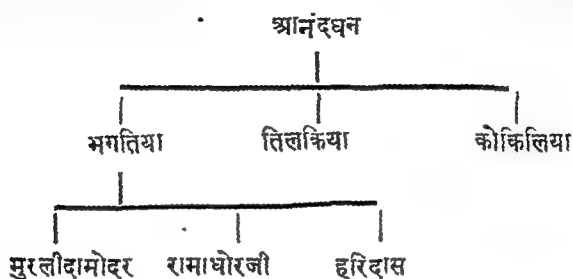 आनंदघन
भगतिया तिलकिया कोकिलिया
मुरलीदामोदर रामाधोरजी हरिदास